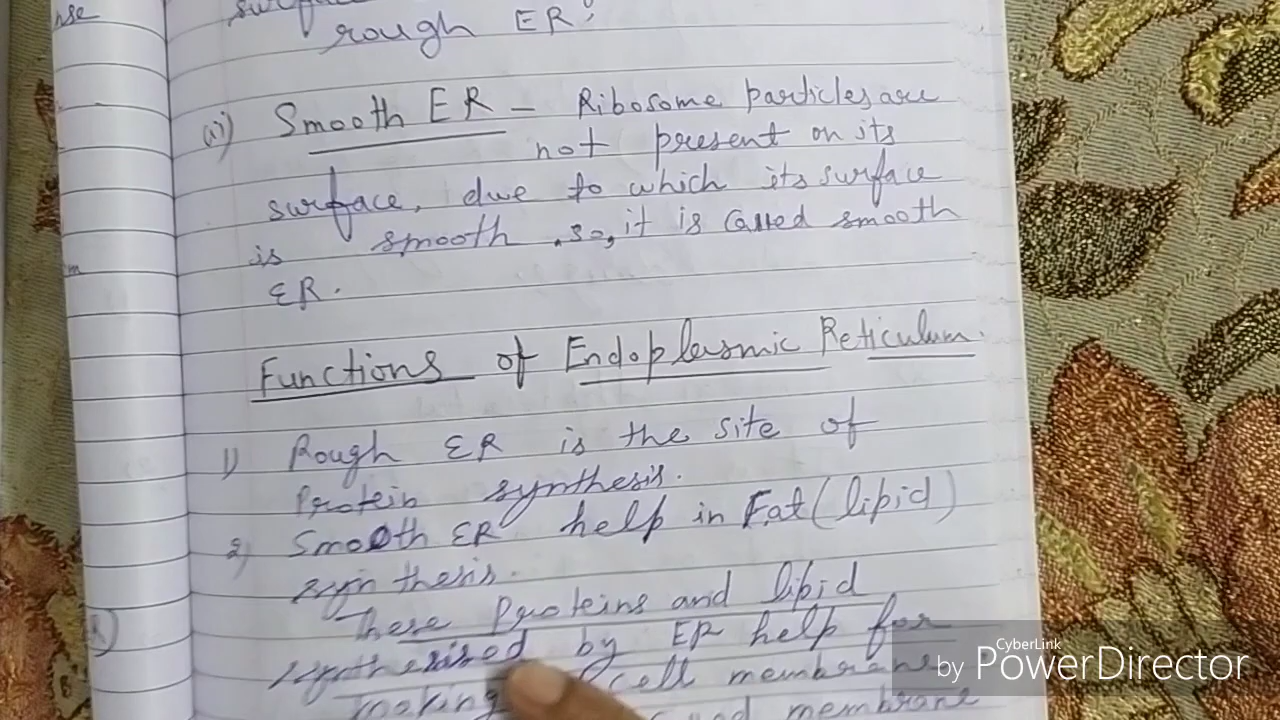 nse
rough ER.
(ii) Smooth ER - Ribosome particles are
not present on its
surface, due to which its surface
is smooth, so, it is called smooth
ER.
Functions of Endoplasmic Reticulum.
1) Rough ER is the site of
Protein synthesis.
2) Smooth ER help in Fat (lipid)
synthesis.
These Proteins and lipid
synthesised by ER help for
making cell membrane
membrane
CyberLink
by PowerDirector